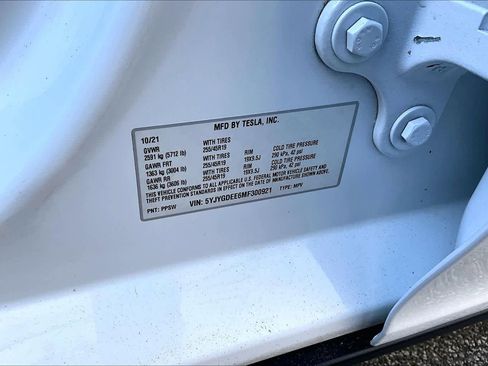 MFD BY TESLA, INC.
10/21
GVWR WITH TIRES
2591 kg (5712 lb) 255/45R19 RIM COLD TIRE PRESSURE
GAWR FRT WITH TIRES 19X9.5J 290 kPa, 42 psi
1363 kg (3004 lb) 255/45R19 RIM COLD TIRE PRESSURE
GAWR RR WITH TIRES 19X9.5J 290 kPa, 42 psi
1636 kg (3606 lb) 255/45R19
THIS VEHICLE CONFORMS TO ALL APPLICABLE U.S. FEDERAL MOTOR VEHICLE SAFETY AND
THEFT PREVENTION STANDARDS IN EFFECT ON THE DATE OF MANUFACTURE SHOWN ABOVE.
PNT: PPSW VIN: 5YJYGDEE6MF300921 TYPE: MPV